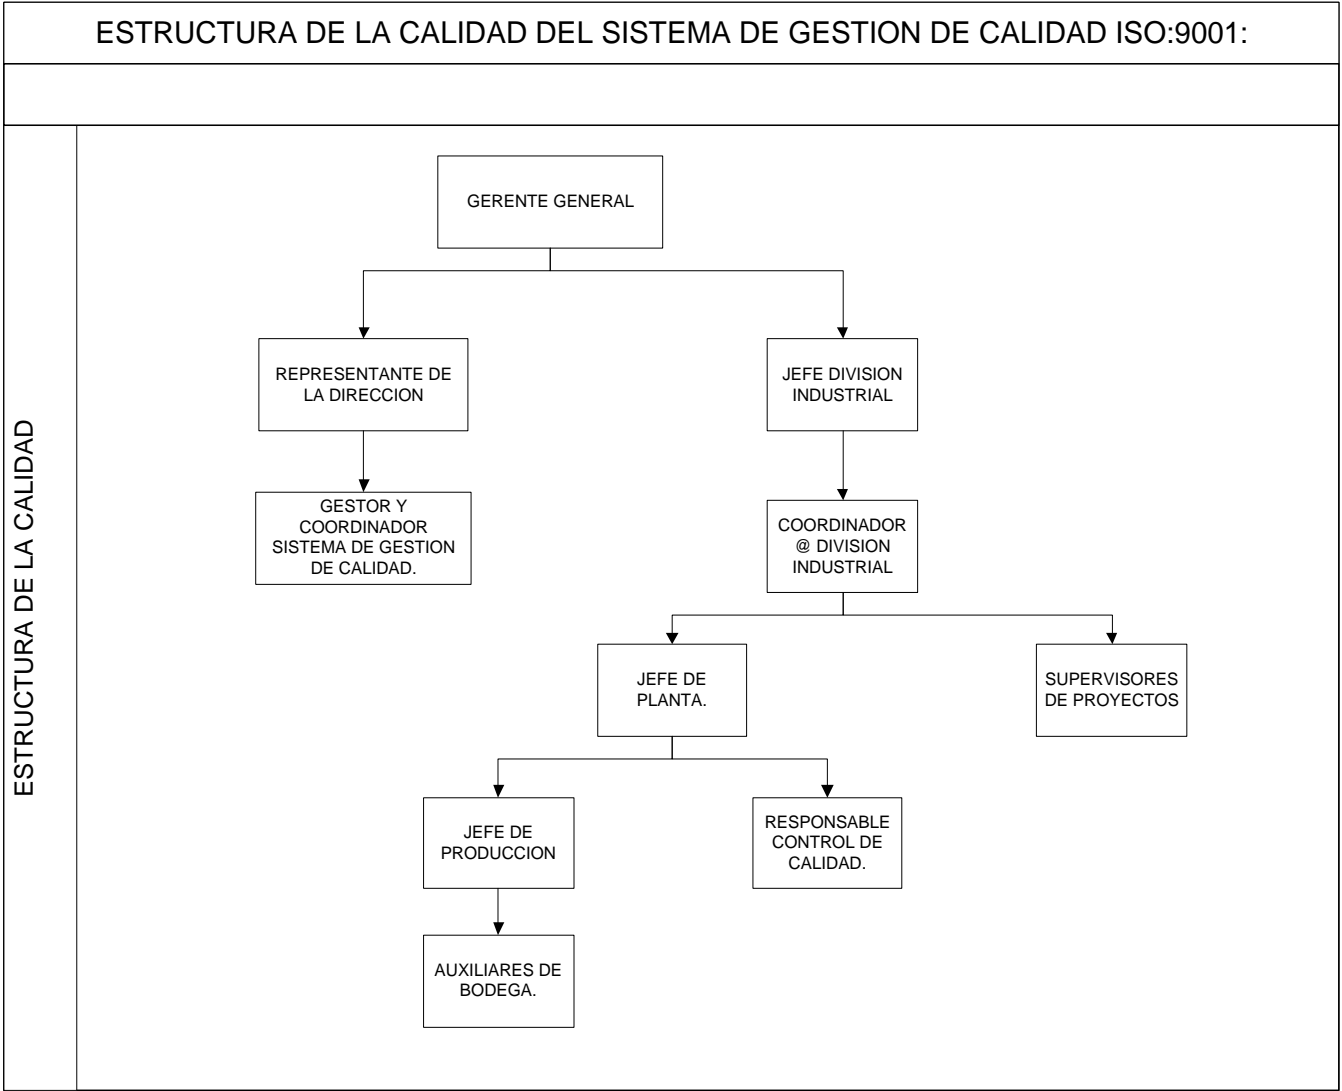 ESTRUCTURA DE LA CALIDAD DEL SISTEMA DE GESTION DE CALIDAD ISO:9001:
ESTRUCTURA DE LA CALIDAD
GERENTE GENERAL
REPRESENTANTE DE
LA DIRECCION
JEFE DIVISION
INDUSTRIAL
GESTOR Y
COORDINADOR
SISTEMA DE GESTION
DE CALIDAD.
COORDINADOR
@ DIVISION
INDUSTRIAL
JEFE DE
PLANTA.
SUPERVISORES
DE PROYECTOS
JEFE DE
PRODUCCION
RESPONSABLE
CONTROL DE
CALIDAD.
AUXILIARES DE
BODEGA.